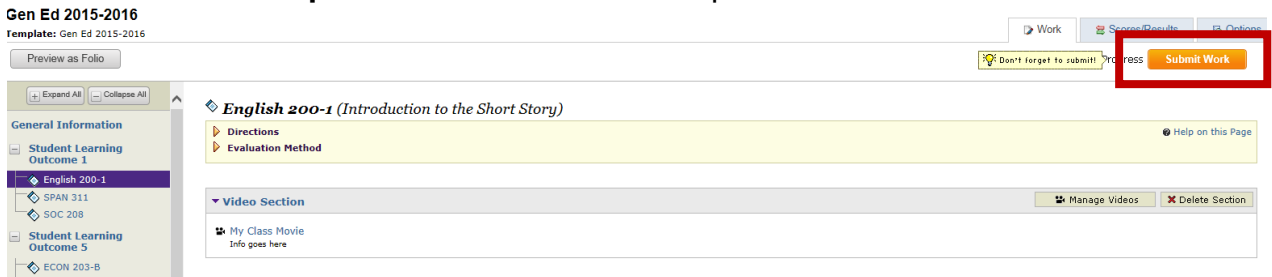 Gen Ed 2015-2016
Template: Gen Ed 2015-2016
Work
Scores/Results
Options
Preview as Folio
Don't forget to submit!
Submit Work
Expand All
Collapse All
English 200-1 (Introduction to the Short Story)
General Information
Directions
Help on this Page
Evaluation Method
Student Learning
Outcome 1
English 200-1
SPAN 311
SOC 208
Video Section
Manage Videos
Delete Section
My Class Movie
Info goes here
Student Learning
Outcome 5
ECON 203-B